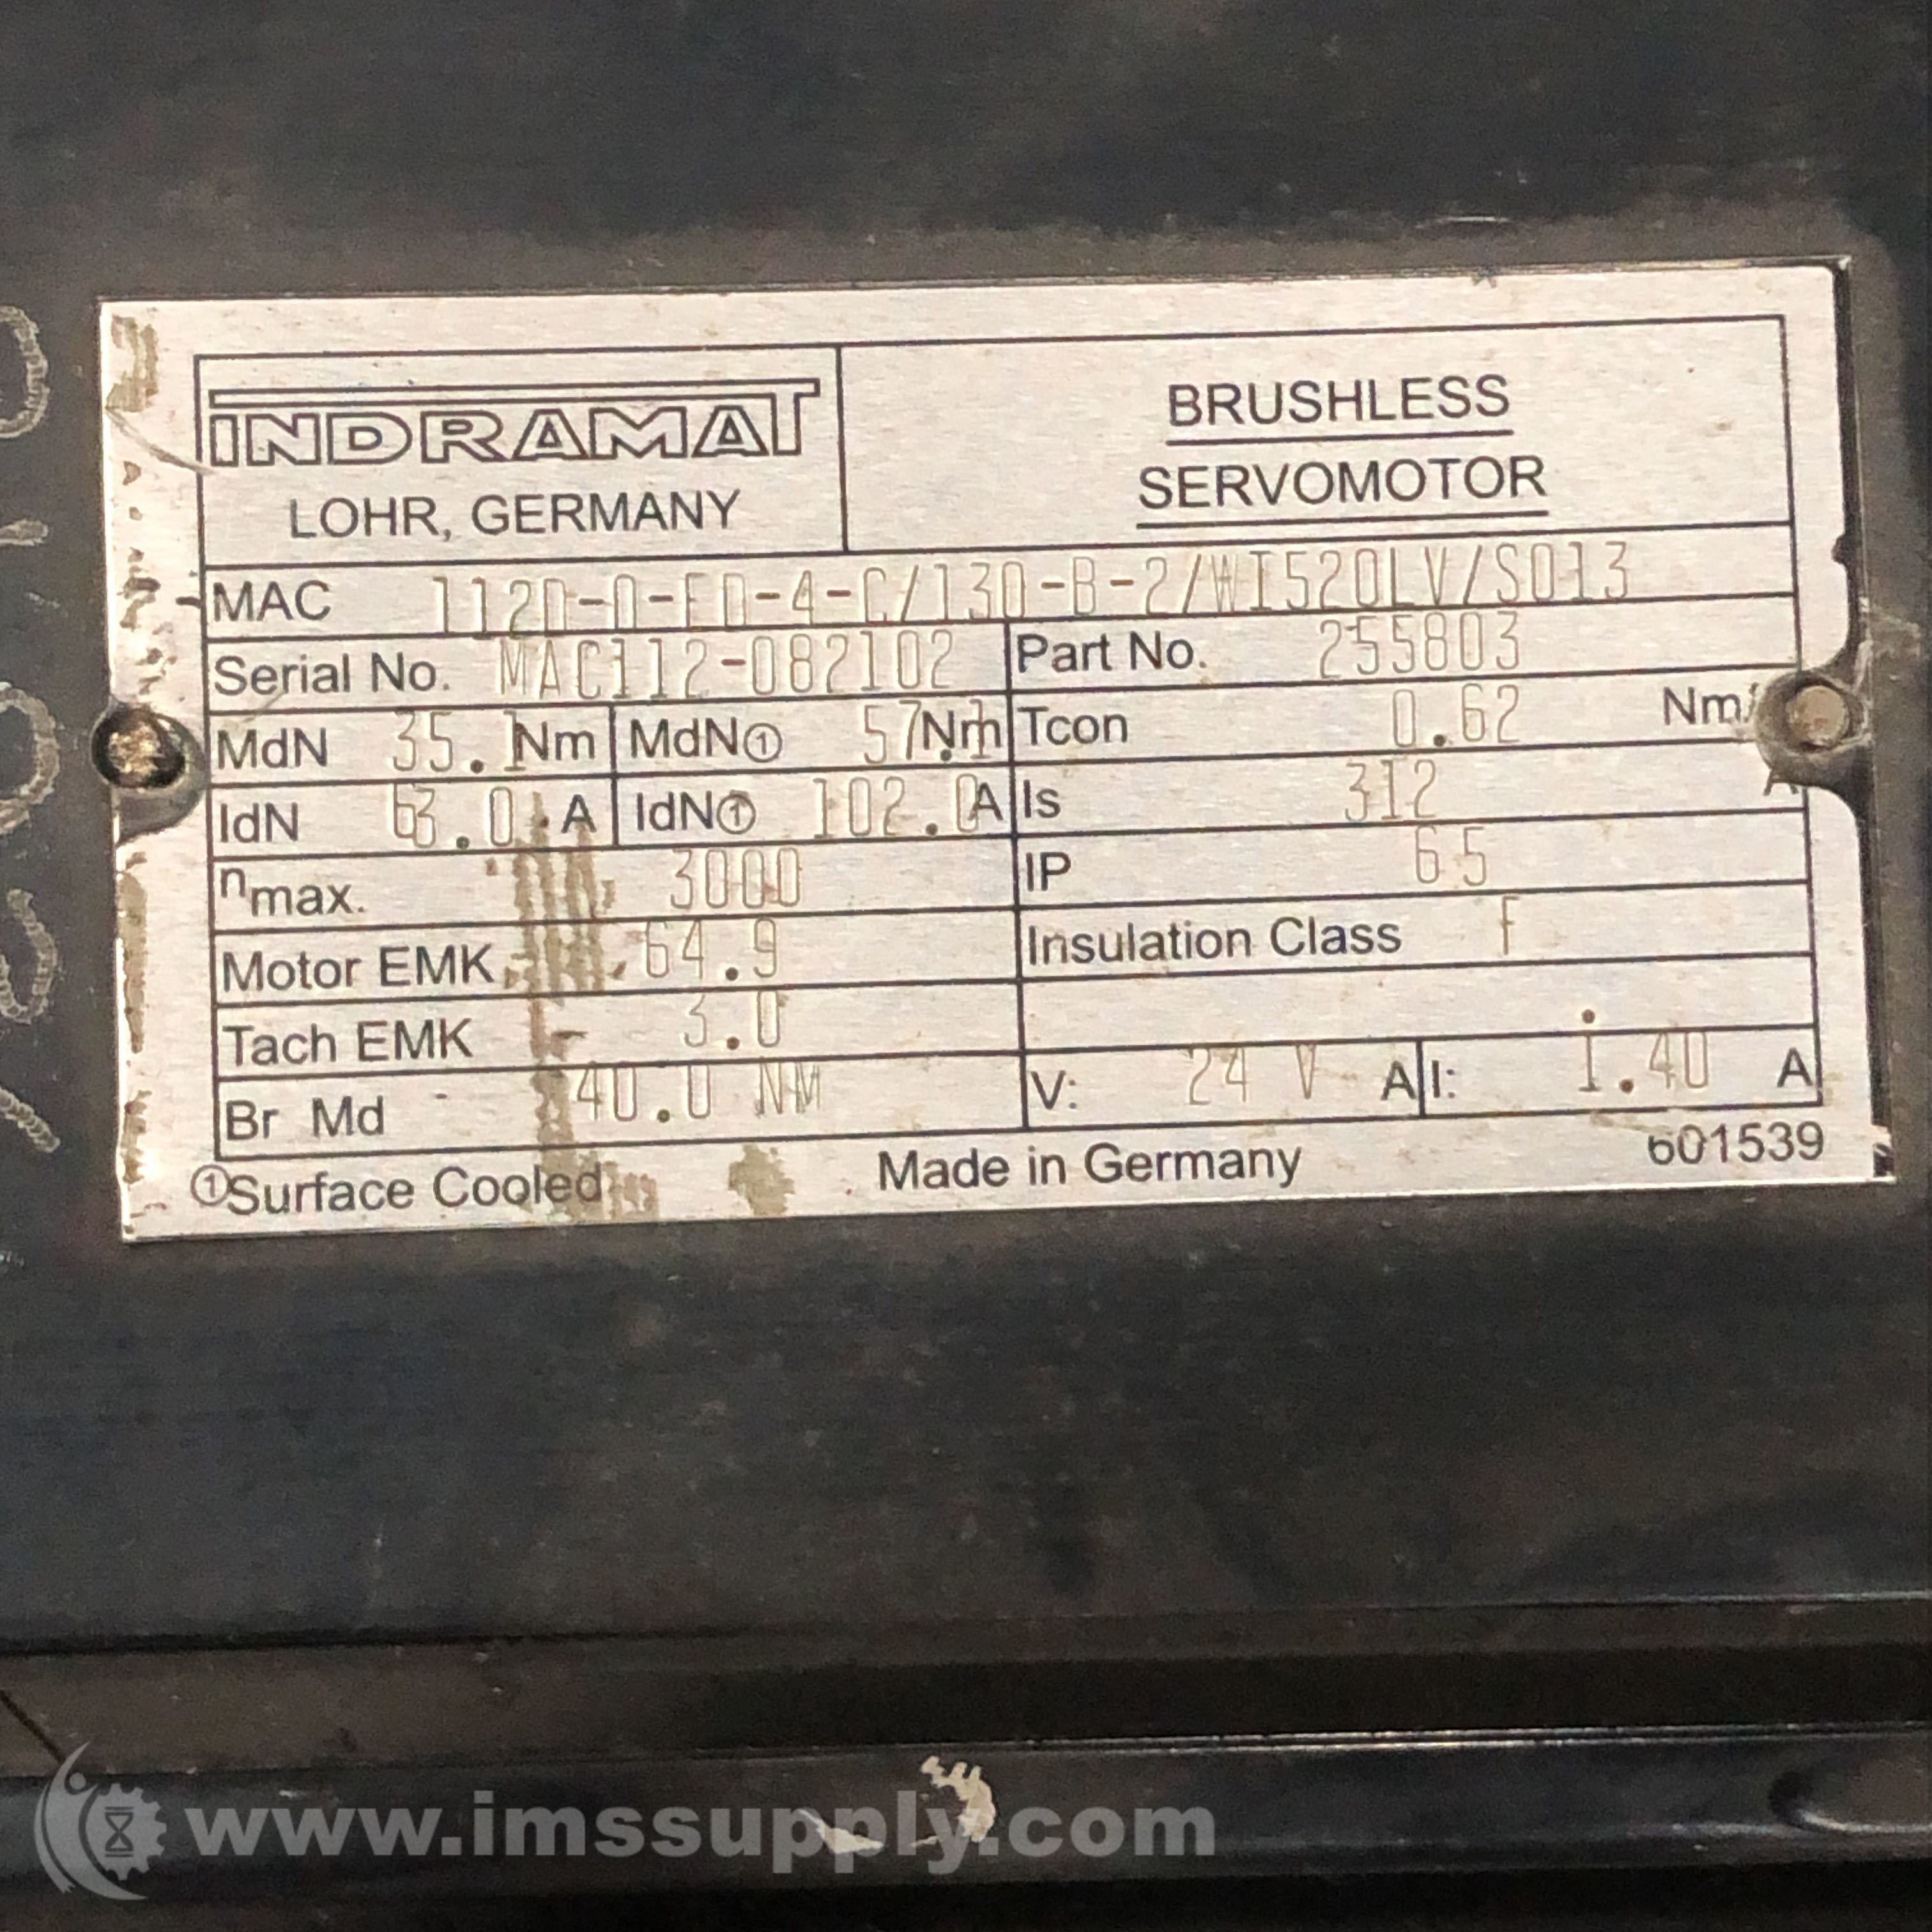 INDRAMAT
LOHR, GERMANY
BRUSHLESS
SERVOMOTOR
MAC 112D-0-ED-4-C/130-B-2/WI520LV/S013
Serial No. MAC112-082102 Part No. 255803
MdN 35.1 Nm MdN① 57.1 Nm Tcon 0.62 Nm/
IdN 63.0 A IdN① 102.0 A Is 312 A
nmax. 3000 IP 65
Motor EMK 64.9 Insulation Class F
Tach EMK 3.0
Br Md 40.0 NM V: 24 V A I: 1.40 A
①Surface Cooled Made in Germany 601539
www.imssupply.com